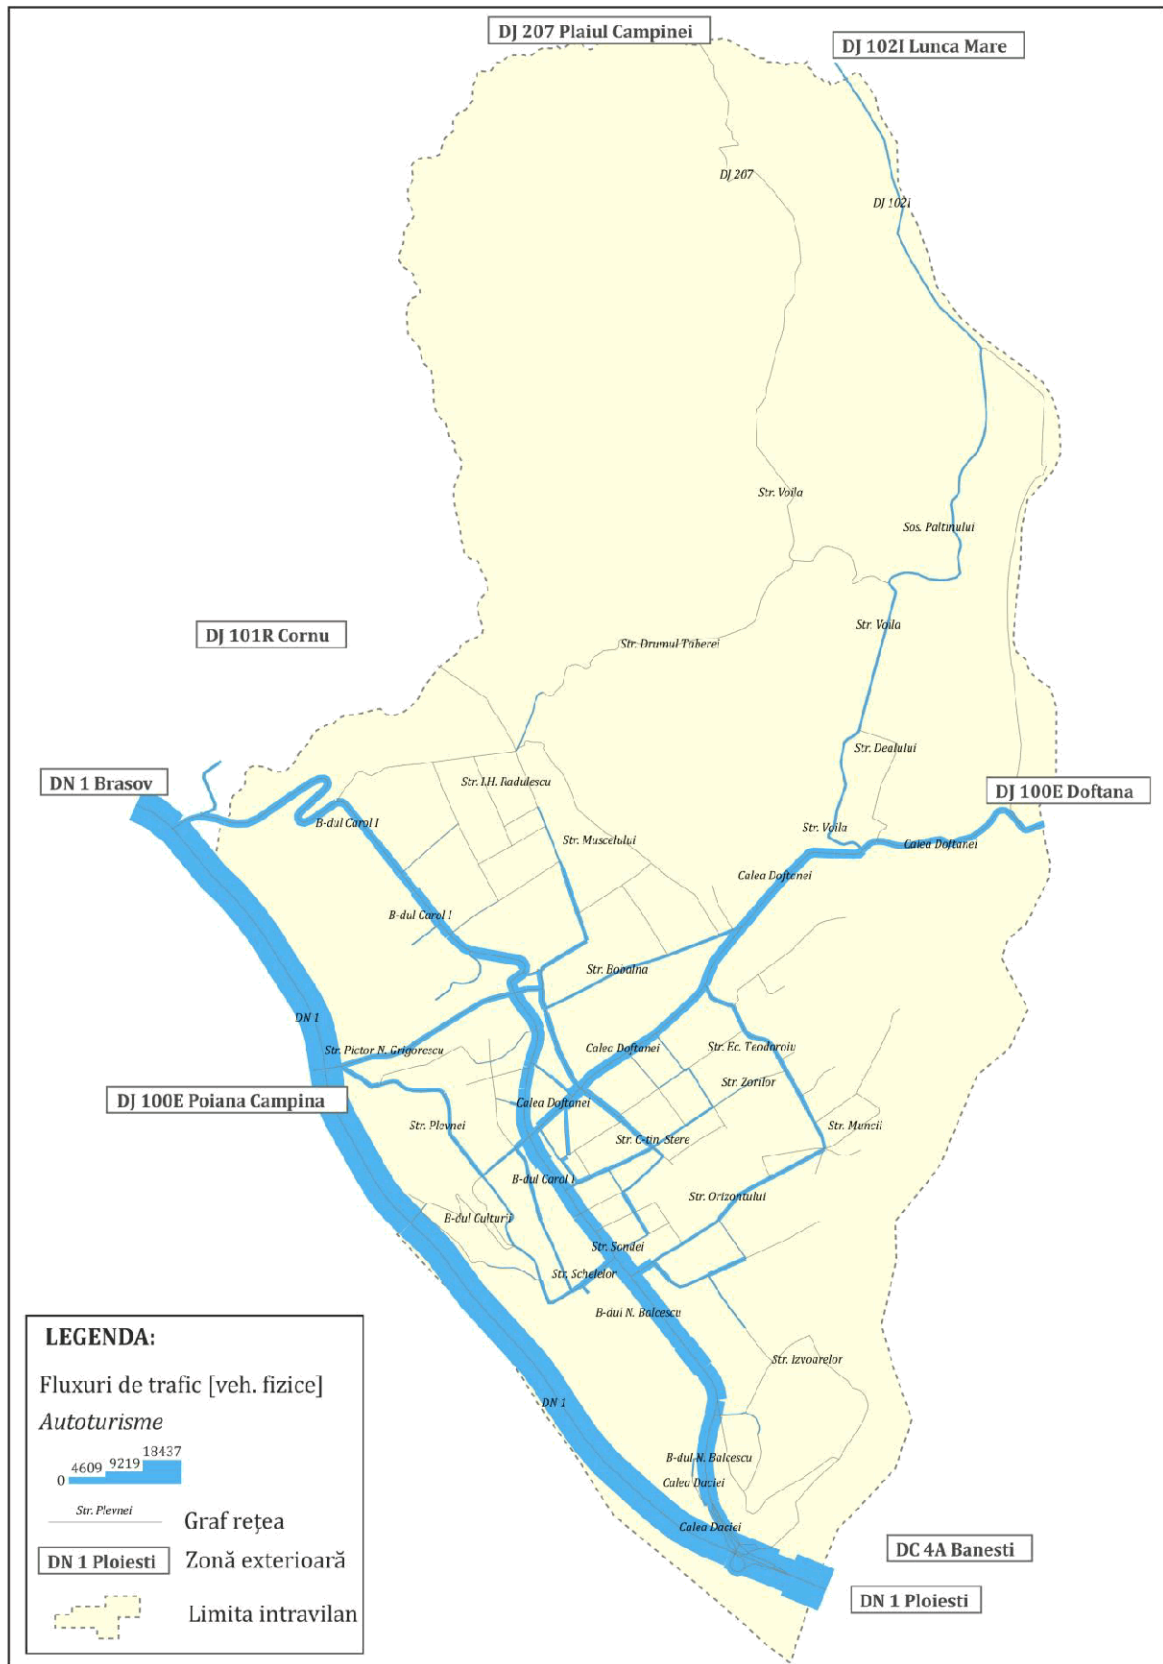 DJ 207 Plaiul Campinei
DJ 102I Lunca Mare
DJ 207
DJ 102I
Str. Voila
Sos. Paltinului
Str. Voila
DJ 101R Cornu
Str. Drumul Taberei
Str. Dealului
DN 1 Brasov
Str. I.H. Radulescu
DJ 100E Doftana
B-dul Carol I
Str. Voila
Str. Muscelului
Calea Doftanei
Calea Doftanei
B-dul Carol I
Str. Bobalna
DN 1
Str. Pictor N. Grigorescu
Calea Doftanei
Str. Ec. Teodoroiu
Str. Zorilor
DJ 100E Poiana Campina
Calea Doftanei
Str. Plevnei
Str. C-tin. Stere
Str. Muncii
B-dul Carol I
Str. Orizontului
B-dul Culturii
Str. Sondei
Str. Schelelor
B-dul N. Balcescu
Str. Izvoarelor
DN 1
B-dul N. Balcescu
Calea Daciei
Calea Daciei
DC 4A Banesti
DN 1 Ploiesti
LEGENDA:
Fluxuri de trafic [veh. fizice]
Autoturisme
0 4609 9219 18437
Str. Plevnei
Graf rețea
DN 1 Ploiesti
Zonă exterioară
Limita intravilan